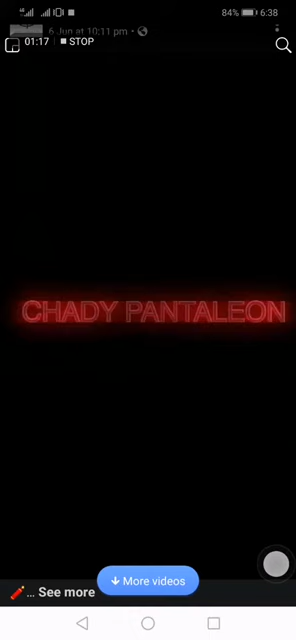 84% 6:38
6 Jun at 10:11 pm •
01:17 STOP
CHADY PANTALEON
... See more
More videos